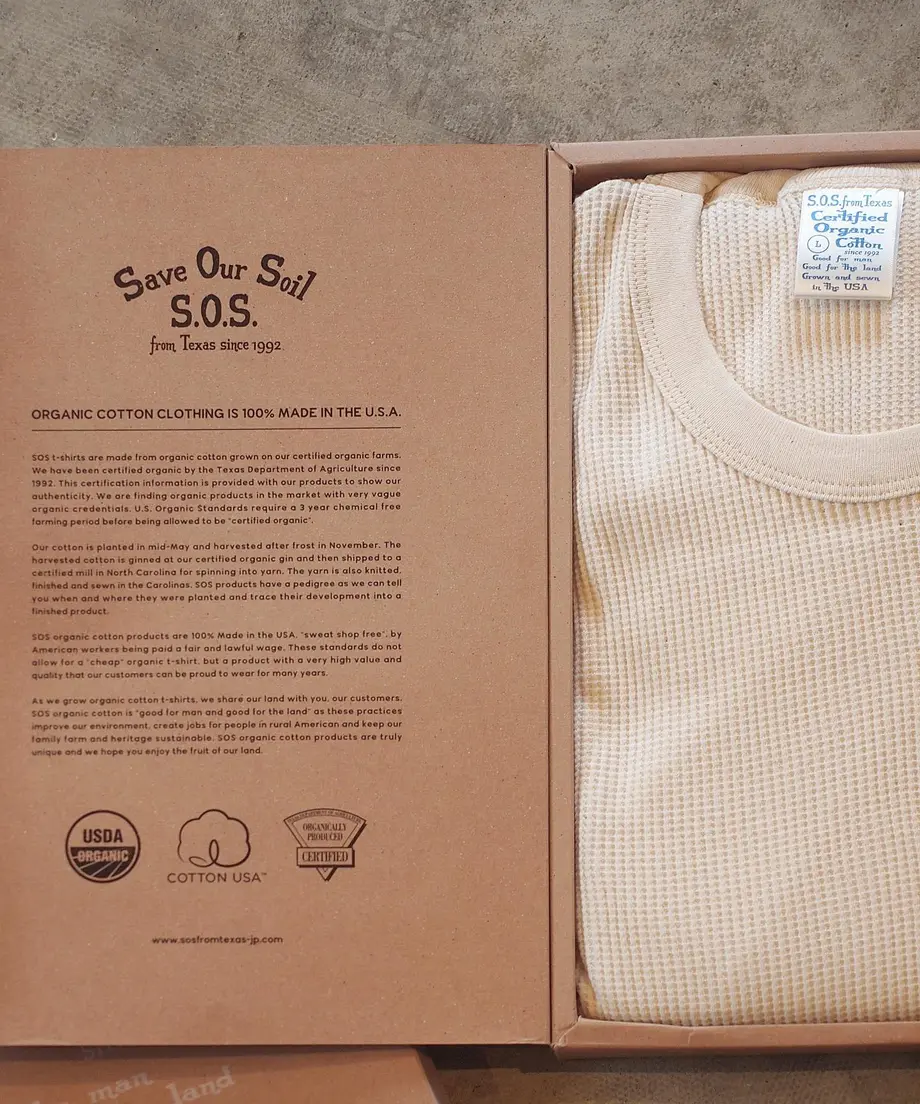 Save Our Soil
S.O.S.
from Texas since 1992
ORGANIC COTTON CLOTHING IS 100% MADE IN THE U.S.A.
SOS t-shirts are made from organic cotton grown on our certified organic farms.
We have been certified organic by the Texas Department of Agriculture since
1992. This certification information is provided with our products to show our
authenticity. We are finding organic products in the market with very vague
organic credentials. U.S. Organic Standards require a 3 year chemical free
farming period before being allowed to be "certified organic".
Our cotton is planted in mid-May and harvested after frost in November. The
harvested cotton is ginned at our certified organic gin and then shipped to a
certified mill in North Carolina for spinning into yarn. The yarn is also knitted,
finished and sewn in the Carolinas. SOS products have a pedigree as we can tell
you when and where they were planted and trace their development into a
finished product.
SOS organic cotton products are 100% Made in the USA, "sweat shop free", by
American workers being paid a fair and lawful wage. These standards do not
allow for a "cheap" organic t-shirt, but a product with a very high value and
quality that our customers can be proud to wear for many years.
As we grow organic cotton t-shirts, we share our land with you, our customers.
SOS organic cotton is "good for man and good for the land" as these practices
improve our environment, create jobs for people in rural American and keep our
family farm and heritage sustainable. SOS organic cotton products are truly
unique and we hope you enjoy the fruit of our land.
USDA
ORGANIC
COTTON USA™
TEXAS DEPARTMENT OF AGRICULTURE
ORGANICALLY
PRODUCED
CERTIFIED
www.sosfromtexas-jp.com
S.O.S. from Texas
Certified
Organic
L Cotton
since 1992
Good for man
Good for the land
Grown and sewn
in the USA
man
land